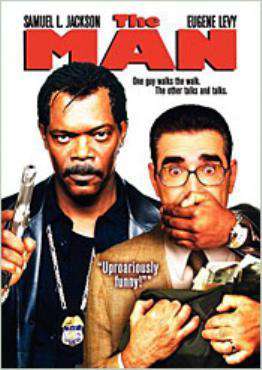 SAMUEL L. JACKSON
EUGENE LEVY
The
MAN
One guy walks the walk.
The other talks and talks.
"Uproariously
funny!"